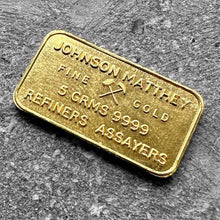 JOHNSON MATTHEY
FINE GOLD
5 GRMS 9999
REFINERS ASSAYERS